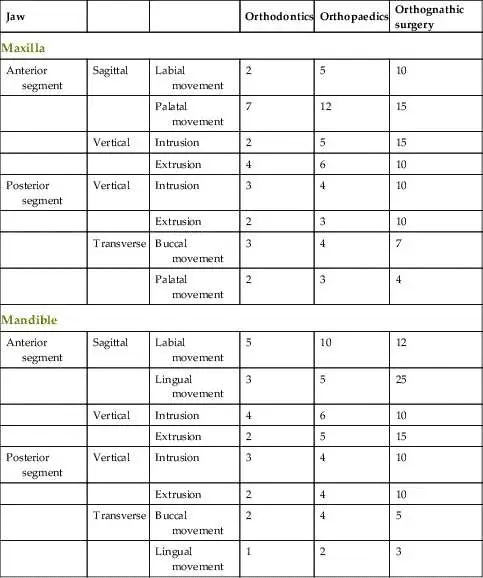 Jaw Orthodontics Orthopaedics Orthognathic
surgery
Maxilla
Anterior Sagittal Labial 2 5 10
segment movement
Palatal 7 12 15
movement
Vertical Intrusion 2 5 15
Extrusion 4 6 10
Posterior Vertical Intrusion 3 4 10
segment
Extrusion 2 3 10
Transverse Buccal 3 4 7
movement
Palatal 2 3 4
movement
Mandible
Anterior Sagittal Labial 5 10 12
segment movement
Lingual 3 5 25
movement
Vertical Intrusion 4 6 10
Extrusion 2 5 15
Posterior Vertical Intrusion 3 4 10
segment
Extrusion 2 4 10
Transverse Buccal 2 4 5
movement
Lingual 1 2 3
movement